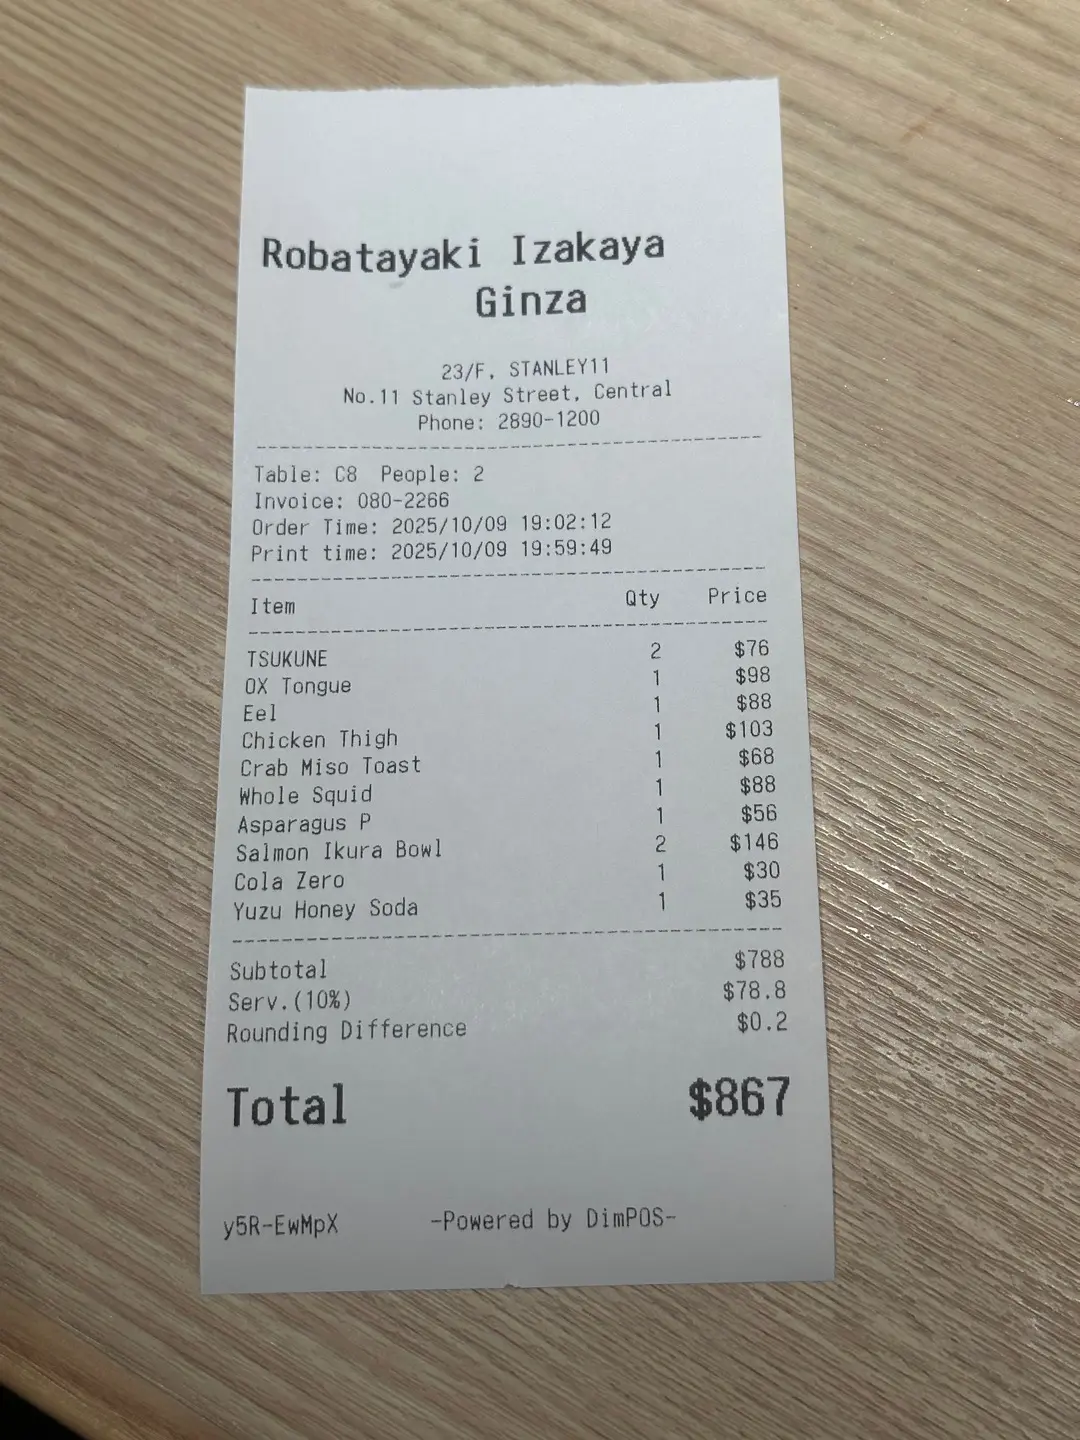 Robatayaki Izakaya
Ginza
23/F, STANLEY11
No.11 Stanley Street, Central
Phone: 2890-1200
Table: C8 People: 2
Invoice: 080-2266
Order Time: 2025/10/09 19:02:12
Print time: 2025/10/09 19:59:49
Item Qty Price
TSUKUNE 2 $76
OX Tongue 1 $98
Eel 1 $88
Chicken Thigh 1 $103
Crab Miso Toast 1 $68
Whole Squid 1 $88
Asparagus P 1 $56
Salmon Ikura Bowl 2 $146
Cola Zero 1 $30
Yuzu Honey Soda 1 $35
Subtotal $788
Serv.(10%) $78.8
Rounding Difference $0.2
Total $867
y5R-EwMpX -Powered by DimPOS-